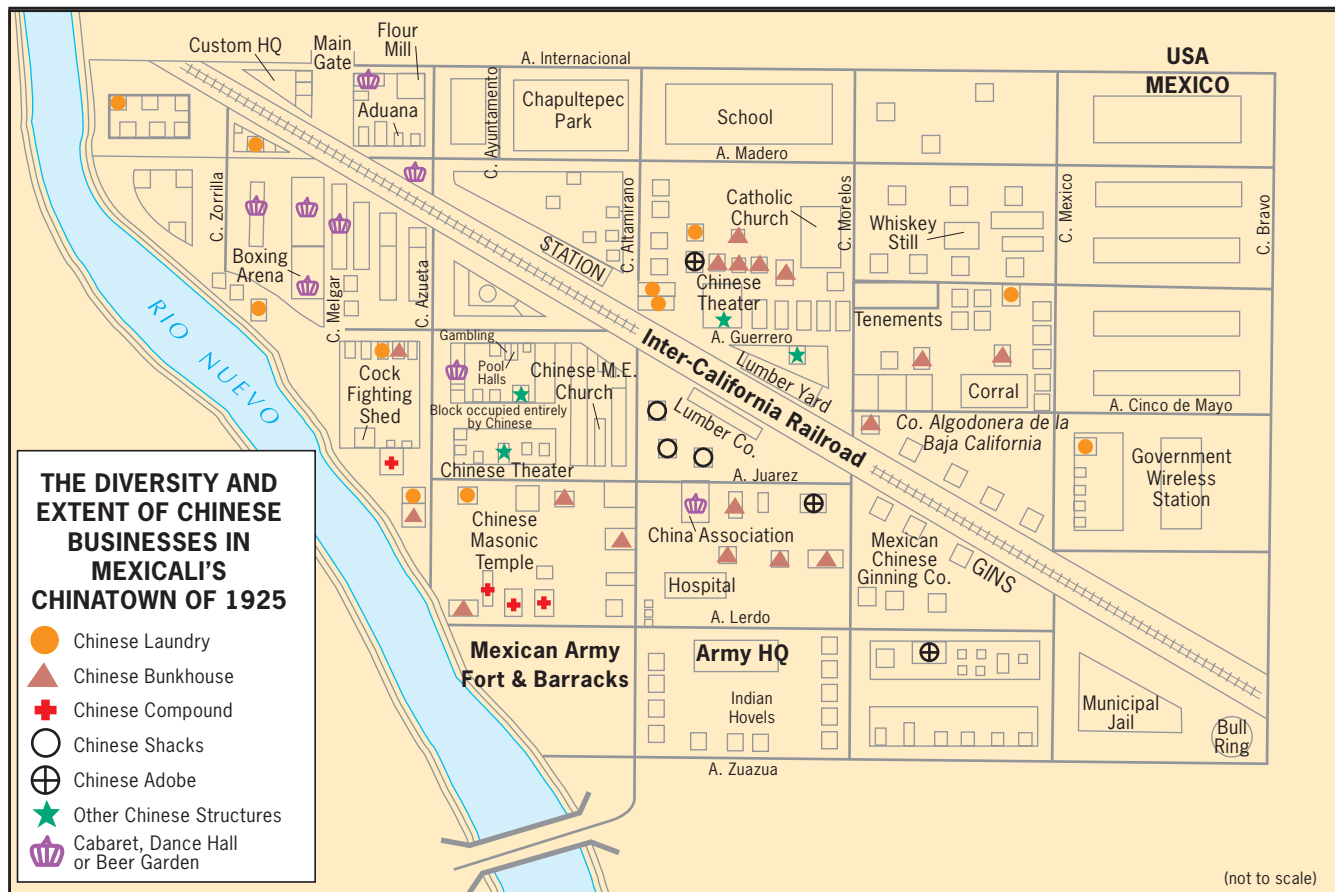 USA
MEXICO
Custom HQ
Main
Gate
Flour
Mill
A. Internacional
Aduana
C. Ayuntamento
Chapultepec
Park
School
A. Madero
C. Zorrilla
C. Altamirano
Catholic
Church
C. Morelos
Whiskey
Still
C. Mexico
C. Bravo
STATION
Boxing
Arena
C. Melgar
C. Azueta
Chinese
Theater
A. Guerrero
Tenements
RIO NUEVO
Gambling
Pool
Halls
Chinese M.E.
Church
Inter-California Railroad
Lumber Yard
Corral
Cock
Fighting
Shed
Block occupied entirely
by Chinese
Lumber Co.
A. Cinco de Mayo
Co. Algodonera de la
Baja California
Chinese Theater
A. Juarez
Government
Wireless
Station
Chinese
Masonic
Temple
China Association
Mexican
Chinese
Ginning Co.
GINS
Hospital
A. Lerdo
Mexican Army
Fort & Barracks
Army HQ
Indian
Hovels
Municipal
Jail
Bull
Ring
A. Zuazua
THE DIVERSITY AND
EXTENT OF CHINESE
BUSINESSES IN
MEXICALI'S
CHINATOWN OF 1925
Chinese Laundry
Chinese Bunkhouse
Chinese Compound
Chinese Shacks
Chinese Adobe
Other Chinese Structures
Cabaret, Dance Hall
or Beer Garden
(not to scale)